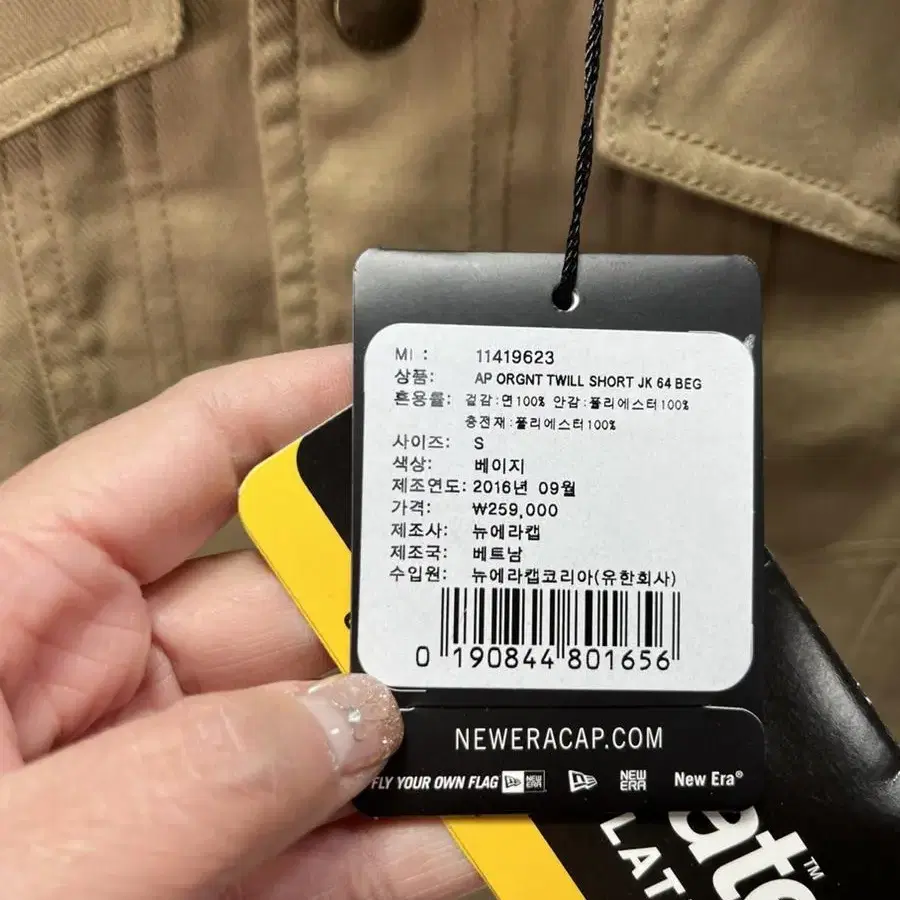 MI : 11419623
상품: AP ORGNT TWILL SHORT JK 64 BEG
혼용률: 겉감:면100% 안감:폴리에스터100%
충전재:폴리에스터100%
사이즈: S
색상: 베이지
제조연도: 2016년 09월
가격: ₩259,000
제조사: 뉴에라캡
제조국: 베트남
수입원: 뉴에라캡코리아(유한회사)
0 190844 801656
NEWERACAP.COM
FLY YOUR OWN FLAG NEW ERA NEW ERA New Era®